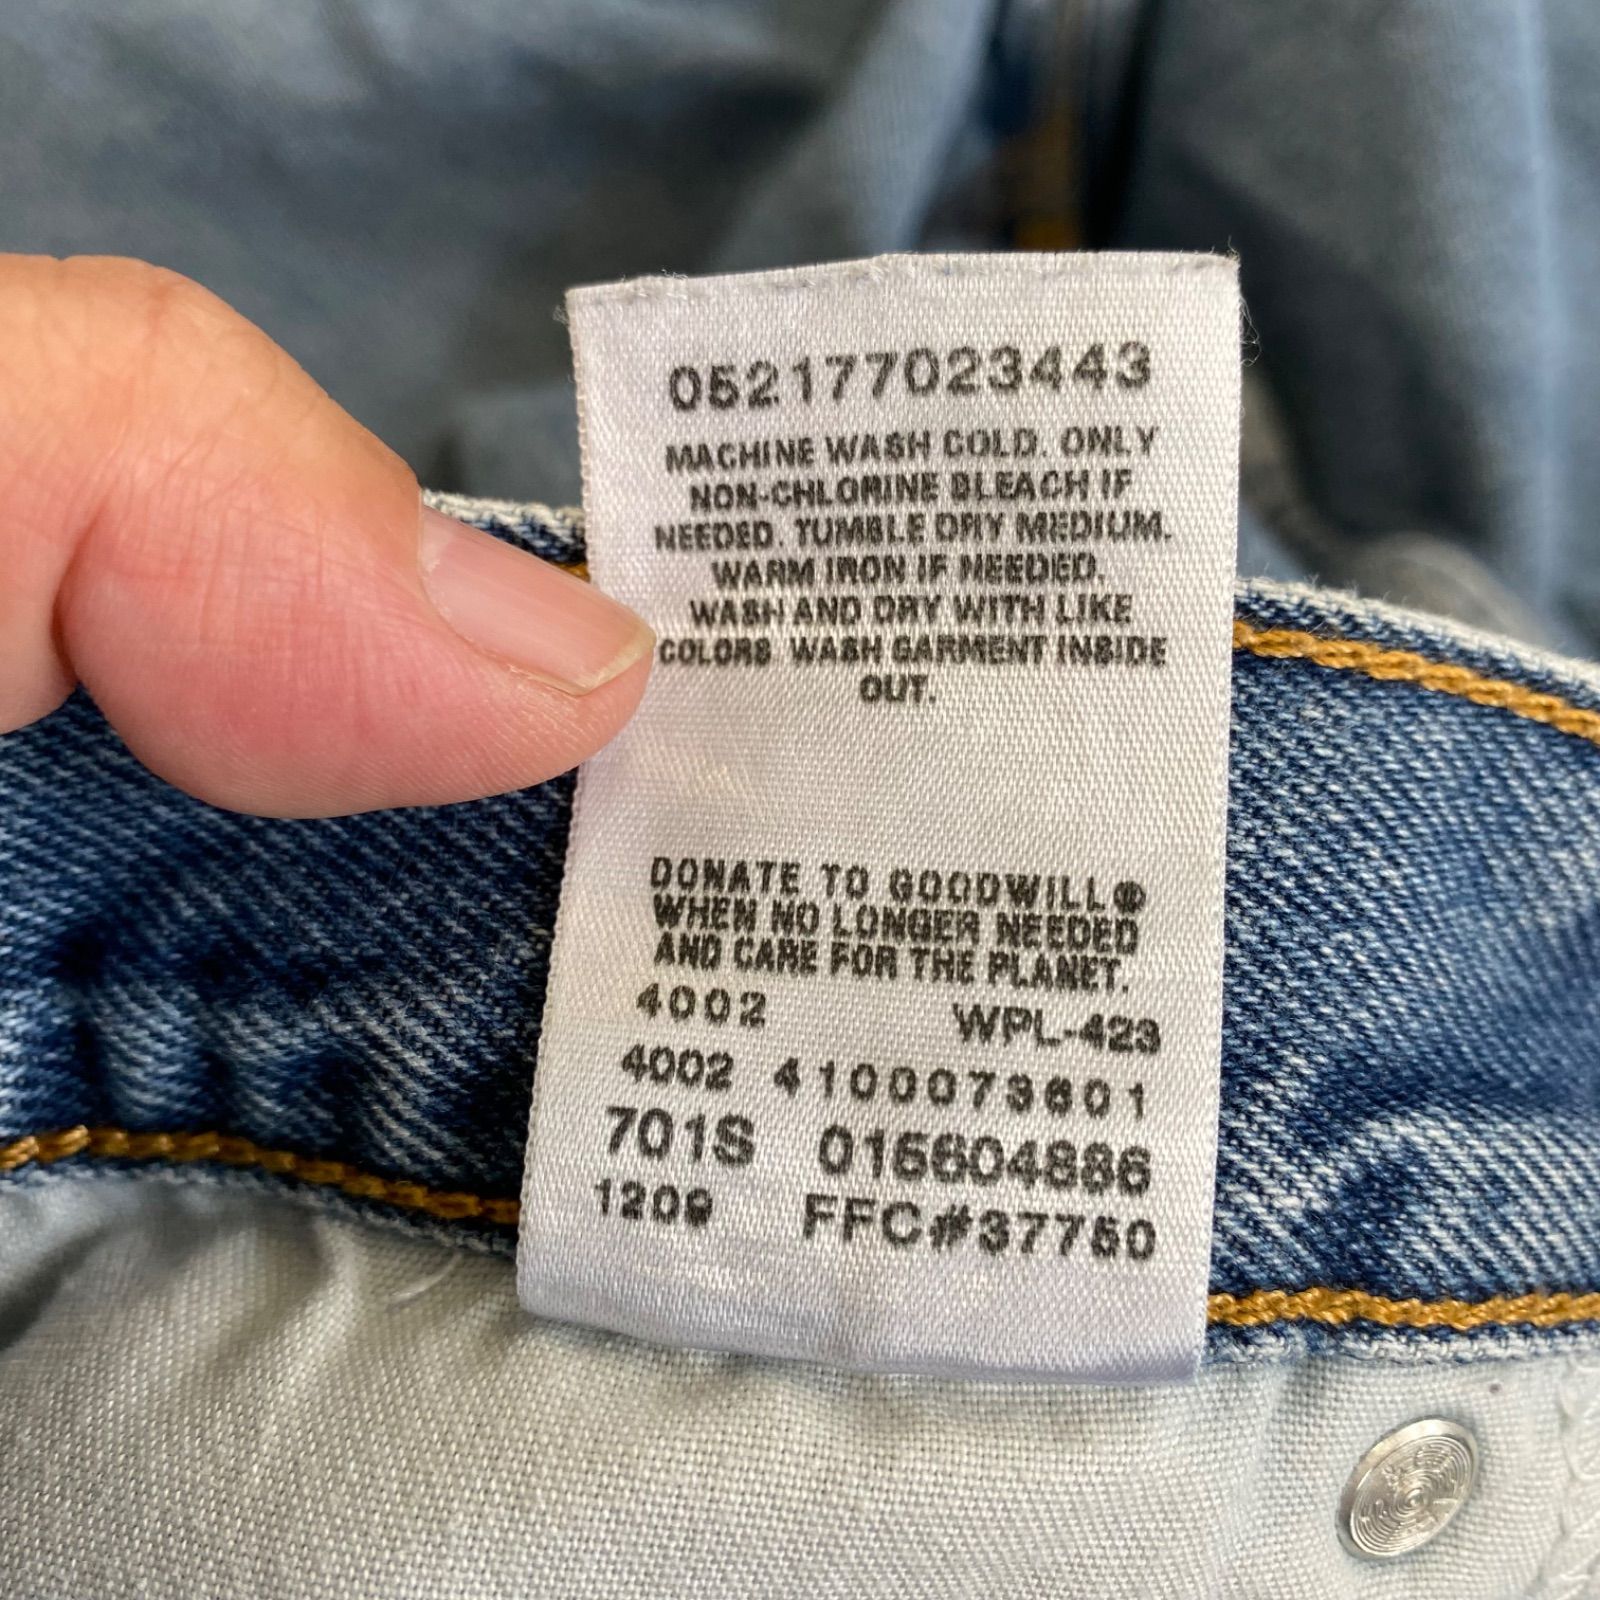 052177023443
MACHINE WASH COLD. ONLY
NON-CHLORINE BLEACH IF
NEEDED. TUMBLE DRY MEDIUM.
WARM IRON IF NEEDED.
WASH AND DRY WITH LIKE
COLORS WASH GARMENT INSIDE
OUT.
DONATE TO GOODWILL®
WHEN NO LONGER NEEDED
AND CARE FOR THE PLANET.
4002 WPL-423
4002 4100073601
701S 015604886
1209 FFC#37750